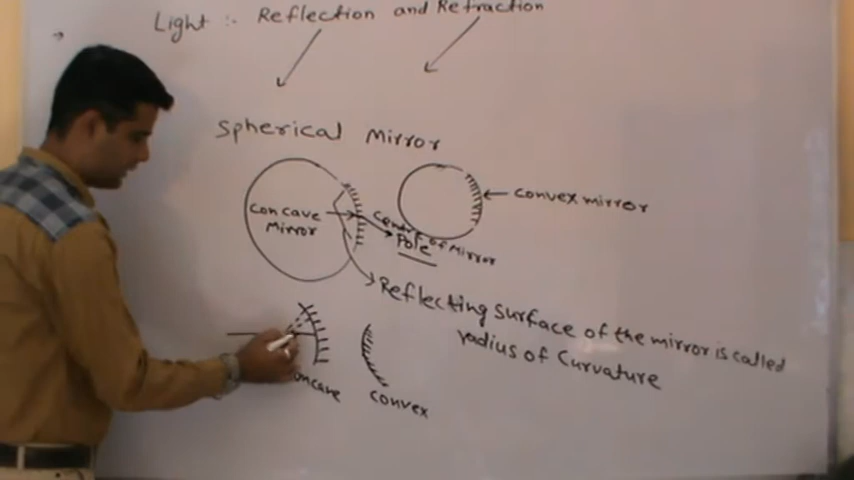 Light :- Reflection and Refraction
Spherical Mirror
Concave
Mirror
Centre of Mirror
Pole
Convex mirror
Reflecting surface of the mirror is called
radius of Curvature
convex